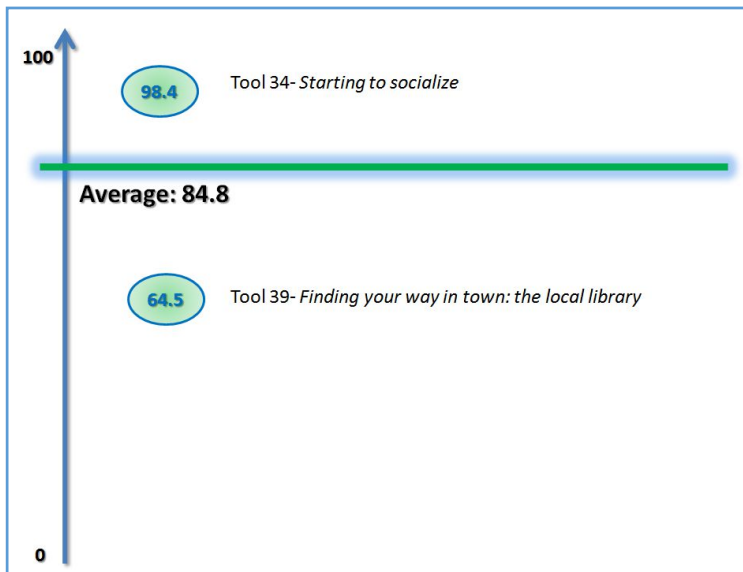 100
98.4
Tool 34- Starting to socialize
Average: 84.8
64.5
Tool 39- Finding your way in town: the local library
0